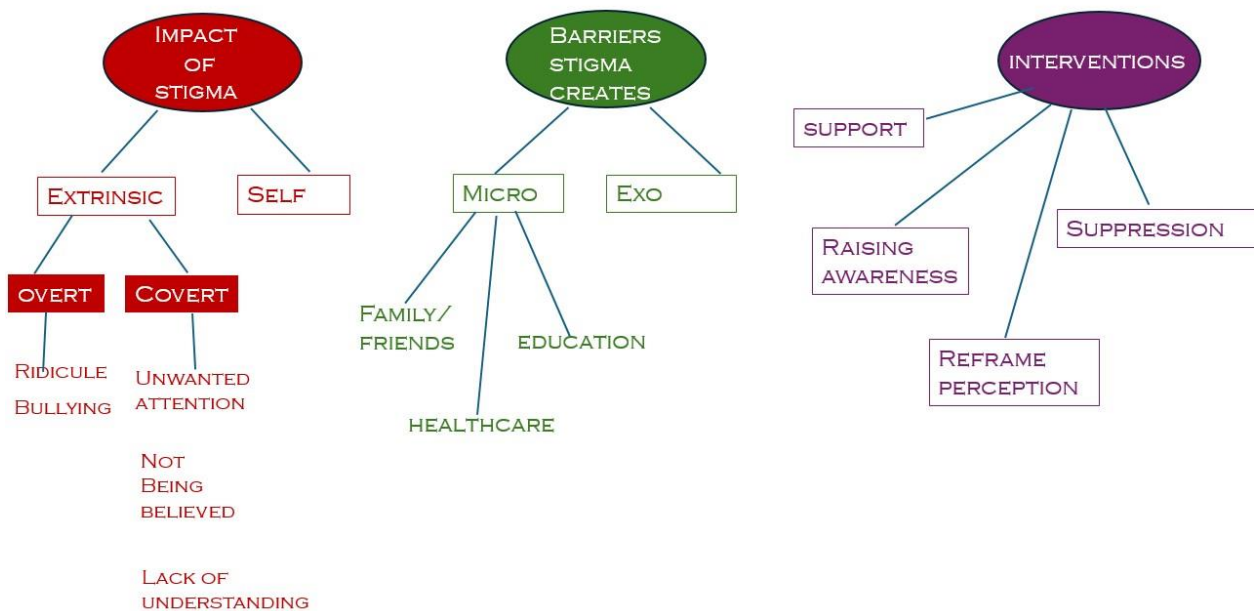 Impact
of
stigma
Extrinsic
Self
overt
Covert
Ridicule
Bullying
Unwanted
attention
Not
Being
believed
Lack of
understanding
Barriers
stigma
creates
Micro
Exo
Family/
friends
education
healthcare
interventions
support
Raising
awareness
Reframe
perception
Suppression